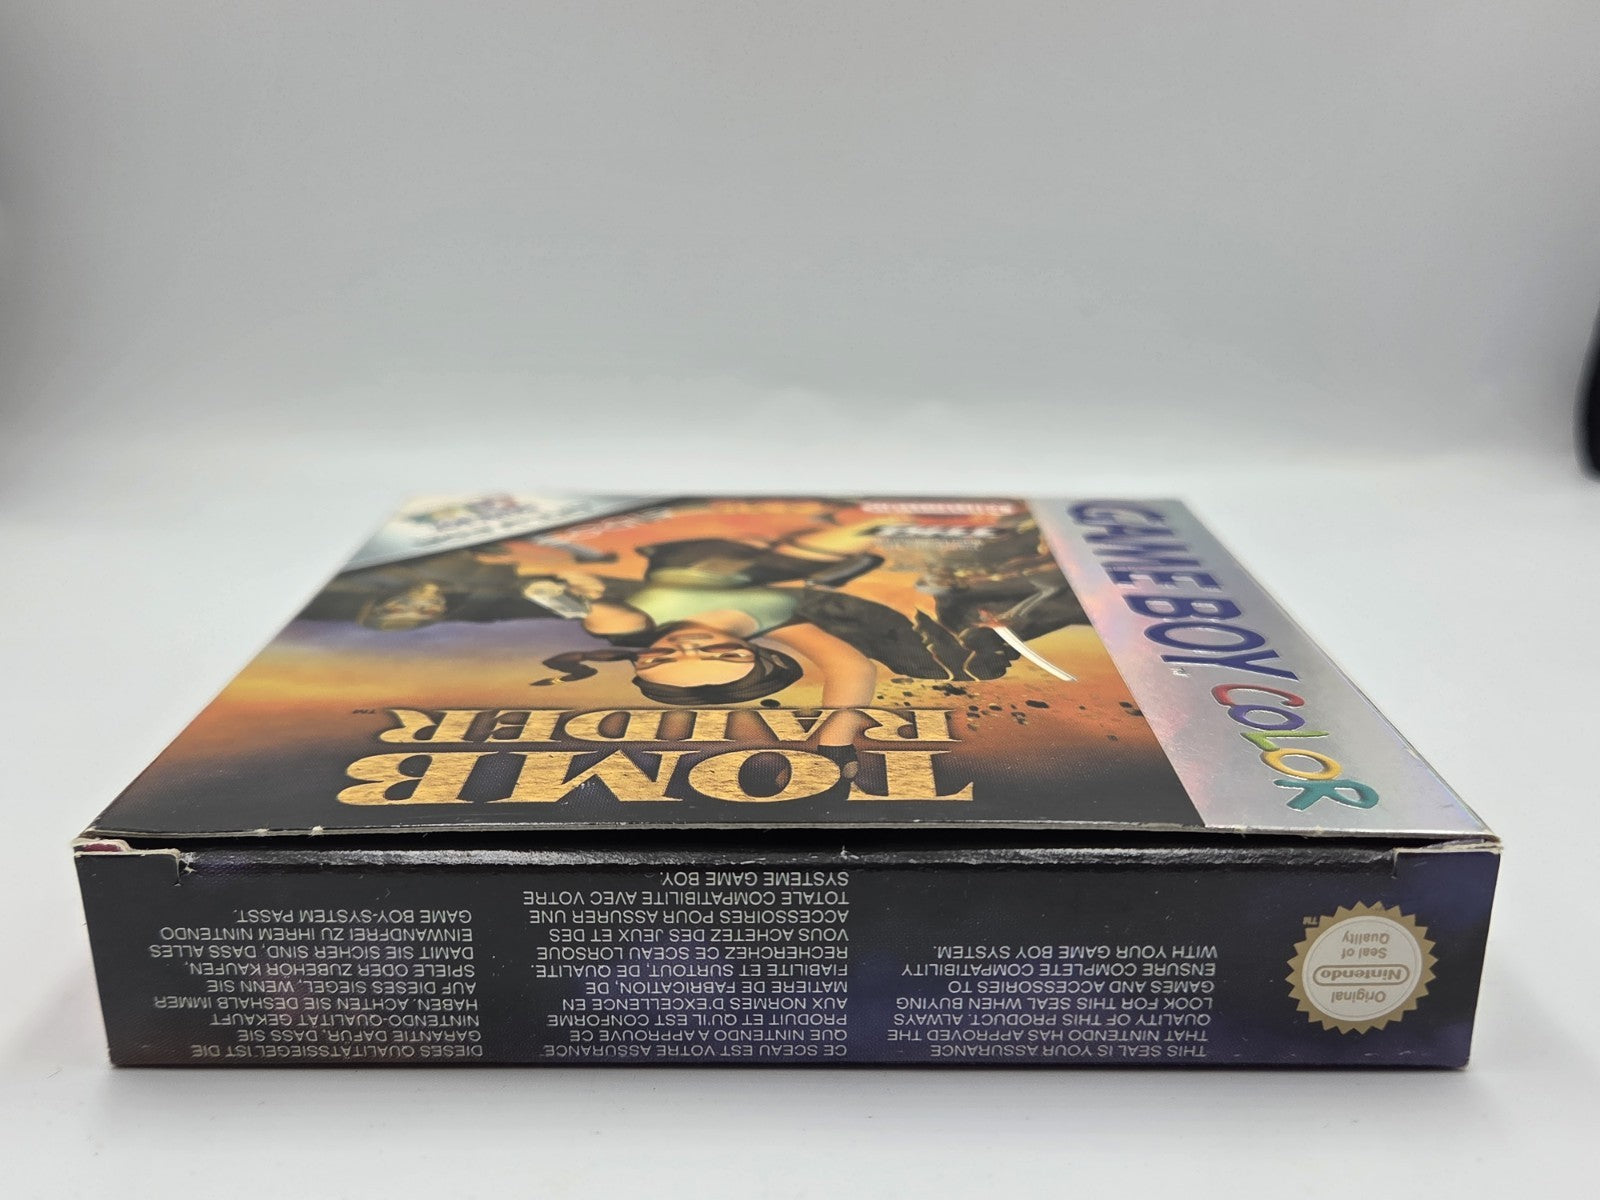 GAME BOY COLOR
TM
TOMB
RAIDER™
Original
Nintendo
Seal of
Quality
TM
THIS SEAL IS YOUR ASSURANCE
THAT NINTENDO HAS APPROVED THE
QUALITY OF THIS PRODUCT. ALWAYS
LOOK FOR THIS SEAL WHEN BUYING
GAMES AND ACCESSORIES TO
ENSURE COMPLETE COMPATIBILITY
WITH YOUR GAME BOY SYSTEM.
CE SCEAU EST VOTRE ASSURANCE
QUE NINTENDO A APPROUVE CE
PRODUIT ET QU'IL EST CONFORME
AUX NORMES D'EXCELLENCE EN
MATIERE DE FABRICATION, DE
FIABILITE ET SURTOUT, DE QUALITE.
RECHERCHEZ CE SCEAU LORSQUE
VOUS ACHETEZ DES JEUX ET DES
ACCESSOIRES POUR ASSURER UNE
TOTALE COMPATIBILITE AVEC VOTRE
SYSTEME GAME BOY.
DIESES QUALITÄTSSIEGEL IST DIE
GARANTIE DAFÜR, DASS SIE
NINTENDO-QUALITÄT GEKAUFT
HABEN. ACHTEN SIE DESHALB IMMER
AUF DIESES SIEGEL, WENN SIE
SPIELE ODER ZUBEHÖR KAUFEN,
DAMIT SIE SICHER SIND, DASS ALLES
EINWANDFREI ZU IHREM NINTENDO
GAME BOY-SYSTEM PASST.